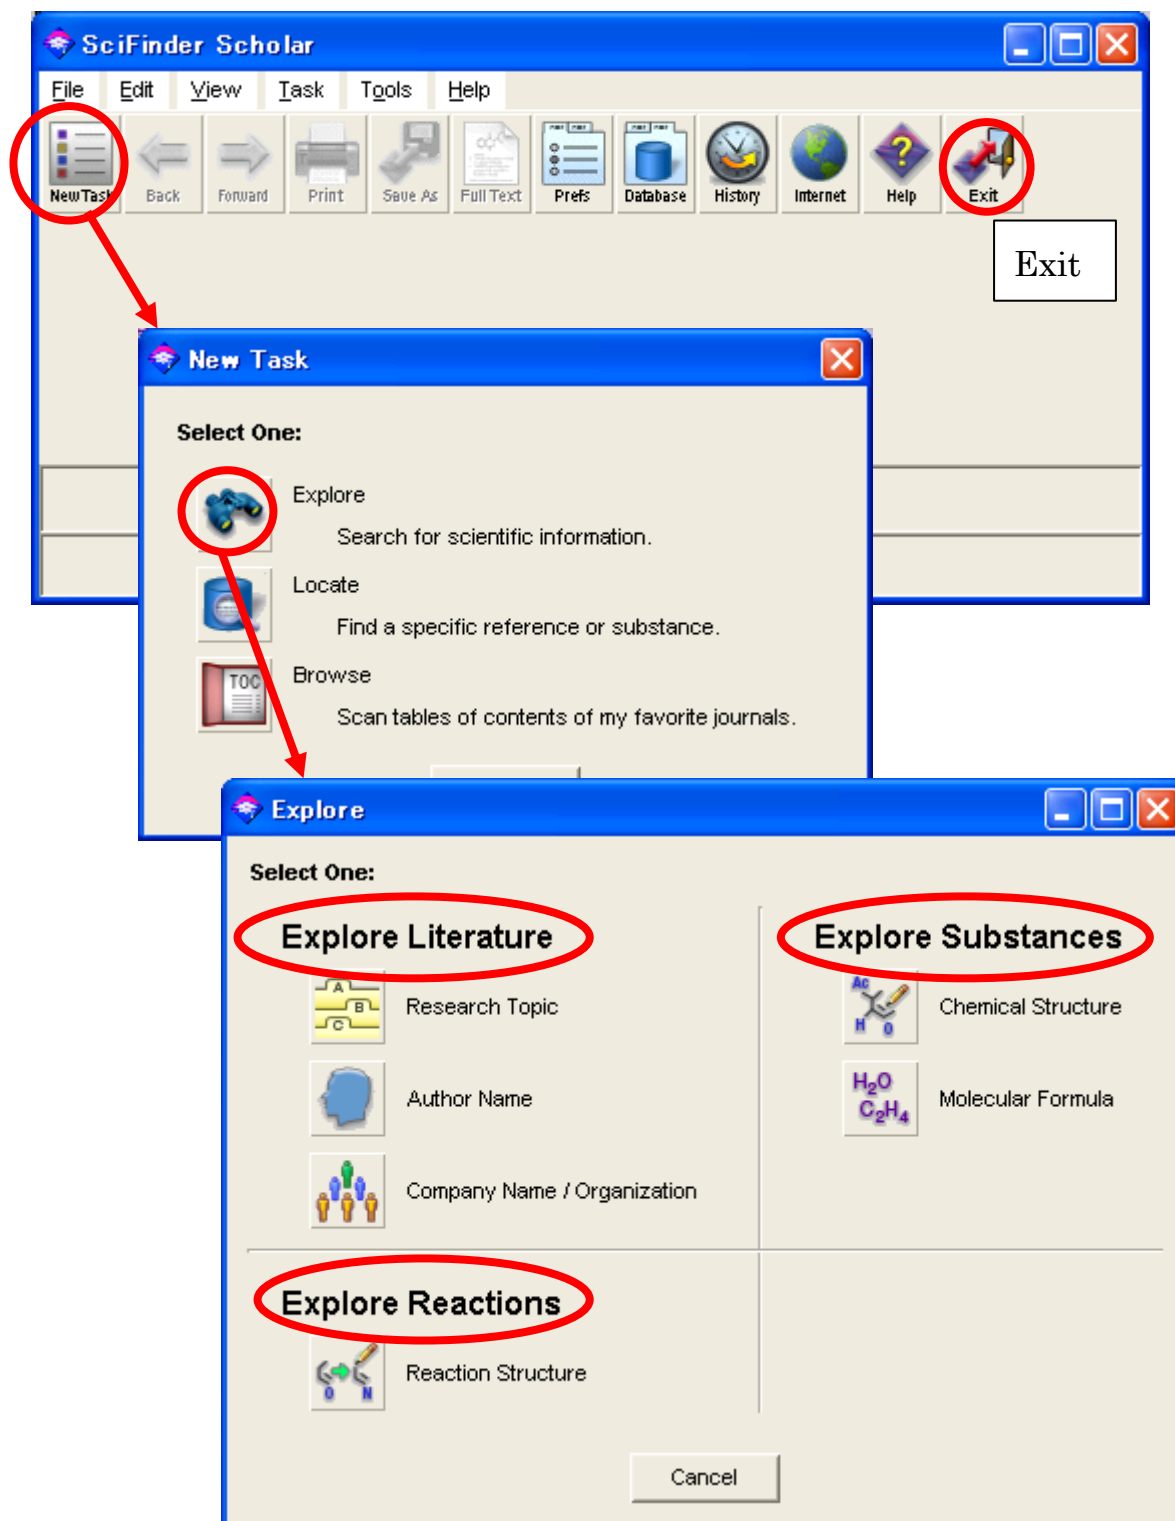 SciFinder Scholar
File Edit View Task Tools Help
New Task Back Forward Print Save As Full Text Prefs Database History Internet Help Exit
Exit
New Task
Select One:
Explore
Search for scientific information.
Locate
Find a specific reference or substance.
TOC
Browse
Scan tables of contents of my favorite journals.
Explore
Select One:
Explore Literature
A
B
C
Research Topic
Author Name
Company Name / Organization
Explore Substances
Ac
H O
Chemical Structure
H₂O
C₂H₄
Molecular Formula
Explore Reactions
O N
Reaction Structure
Cancel